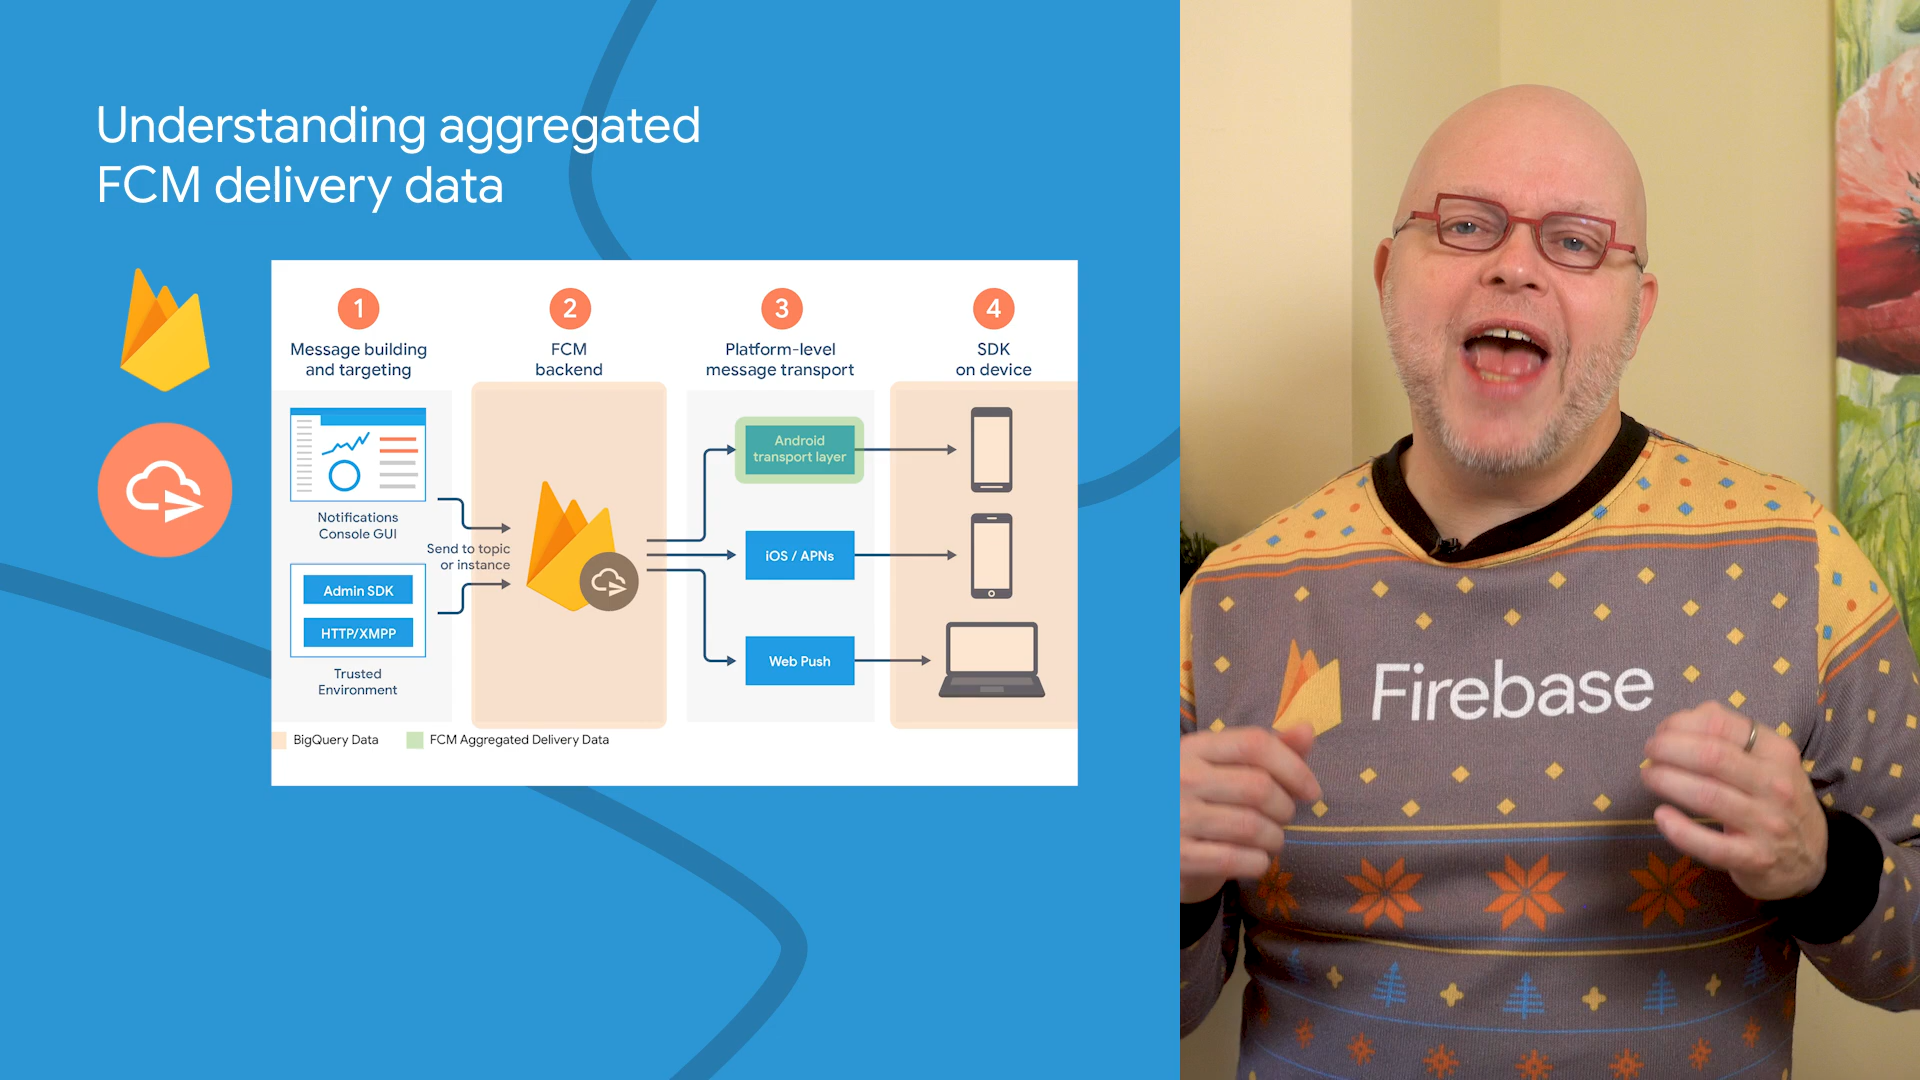 Understanding aggregated
FCM delivery data
1
Message building
and targeting
2
FCM
backend
3
Platform-level
message transport
4
SDK
on device
Notifications
Console GUI
Send to topic
or instance
Admin SDK
HTTP/XMPP
Trusted
Environment
Android
transport layer
iOS / APNs
Web Push
BigQuery Data
FCM Aggregated Delivery Data
Firebase